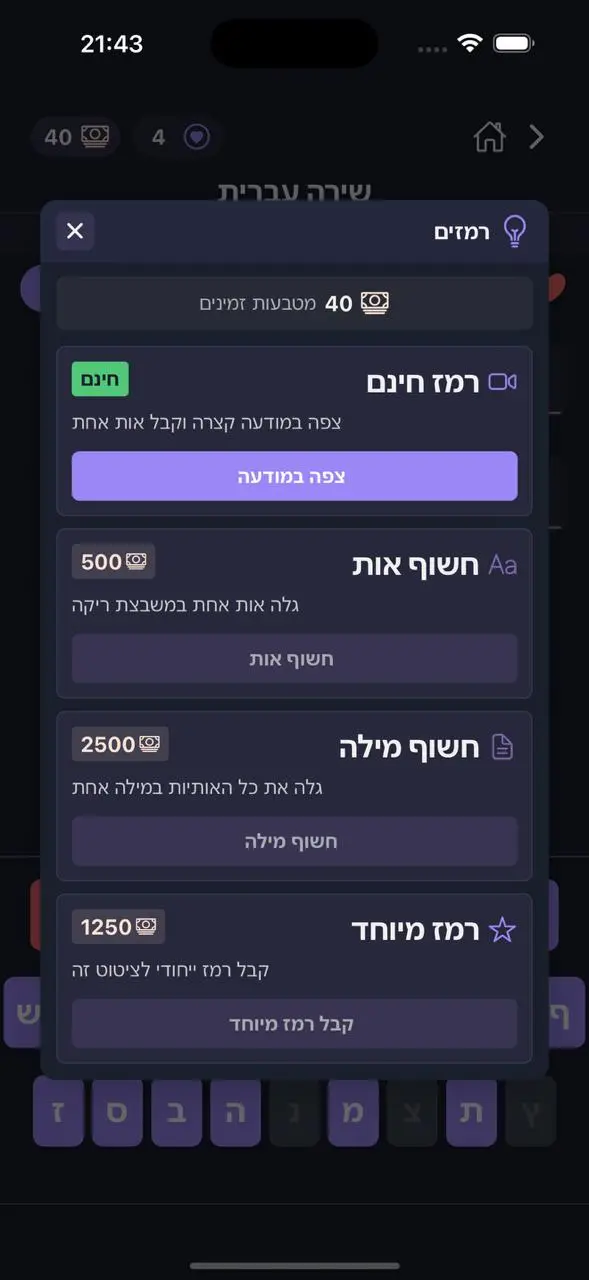 21:43
40
4
שירה עברית
רמזים
40 מטבעות זמינים
רמז חינם
חינם
צפה במודעה קצרה וקבל אות אחת
צפה במודעה
Aa חשוף אות
500
גלה אות אחת במשבצת ריקה
חשוף אות
חשוף מילה
2500
גלה את כל האותיות במילה אחת
חשוף מילה
רמז מיוחד
1250
קבל רמז ייחודי לציטוט זה
קבל רמז מיוחד
ף ש
ץ ת צ מ נ ה ב ס ז